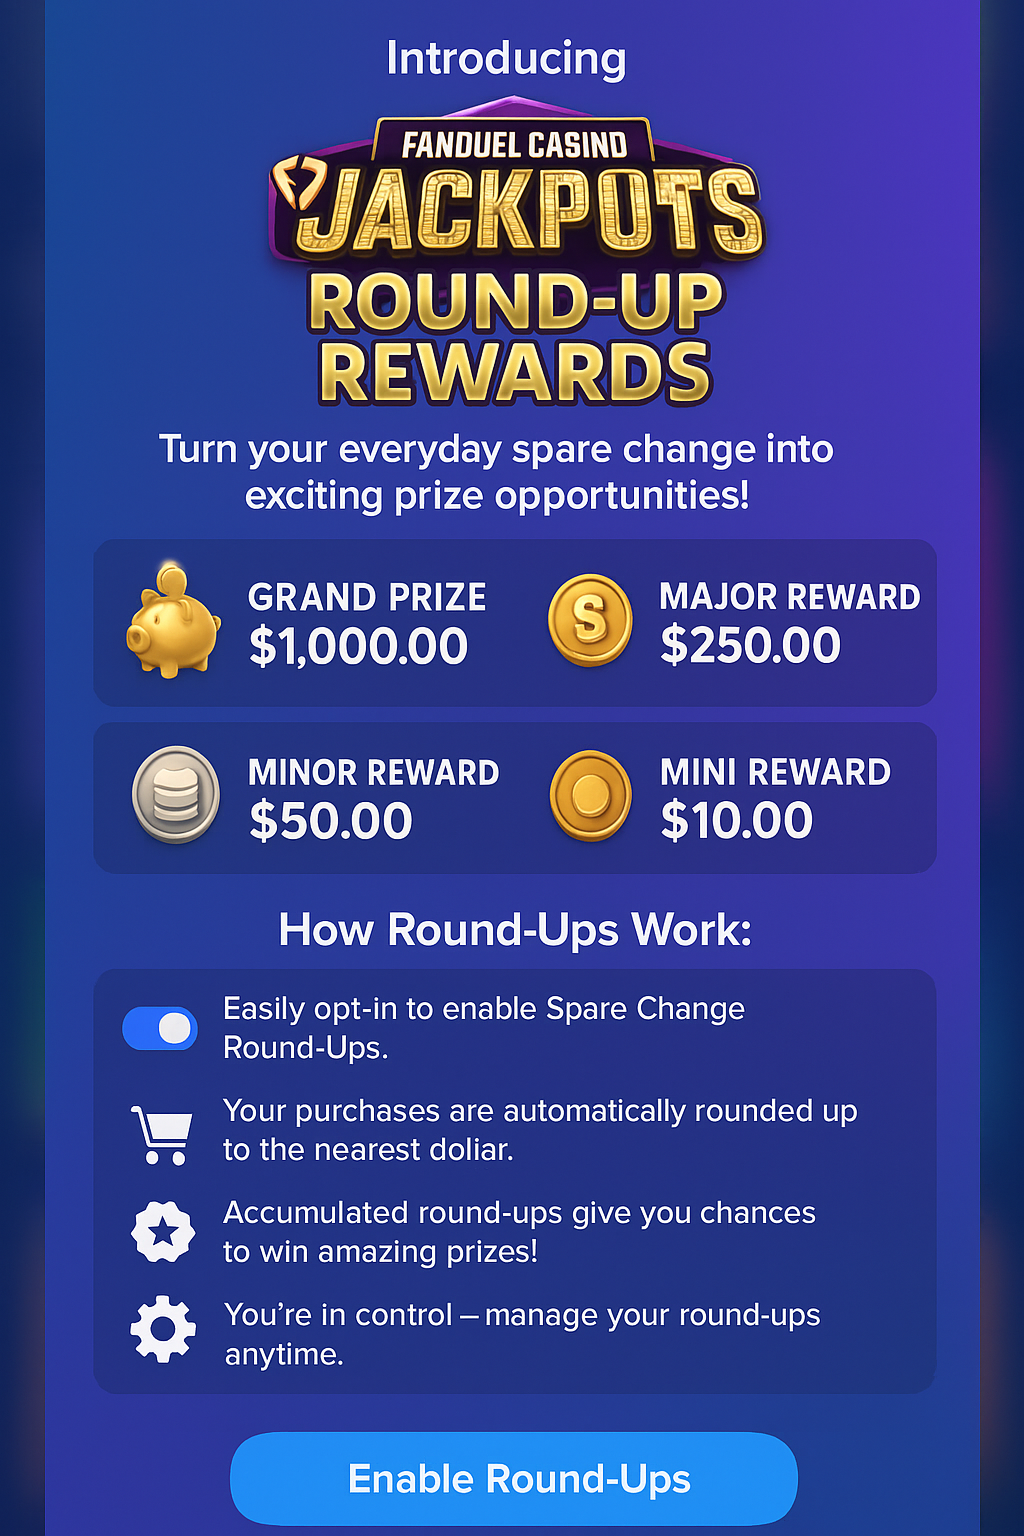 Introducing
FANDUEL CASIND
JACKPOTS
ROUND-UP
REWARDS
Turn your everyday spare change into
exciting prize opportunities!
GRAND PRIZE
$1,000.00
S
MAJOR REWARD
$250.00
MINOR REWARD
$50.00
MINI REWARD
$10.00
How Round-Ups Work:
Easily opt-in to enable Spare Change
Round-Ups.
Your purchases are automatically rounded up
to the nearest doliar.
Accumulated round-ups give you chances
to win amazing prizes!
You’re in control – manage your round-ups
anytime.
Enable Round-Ups